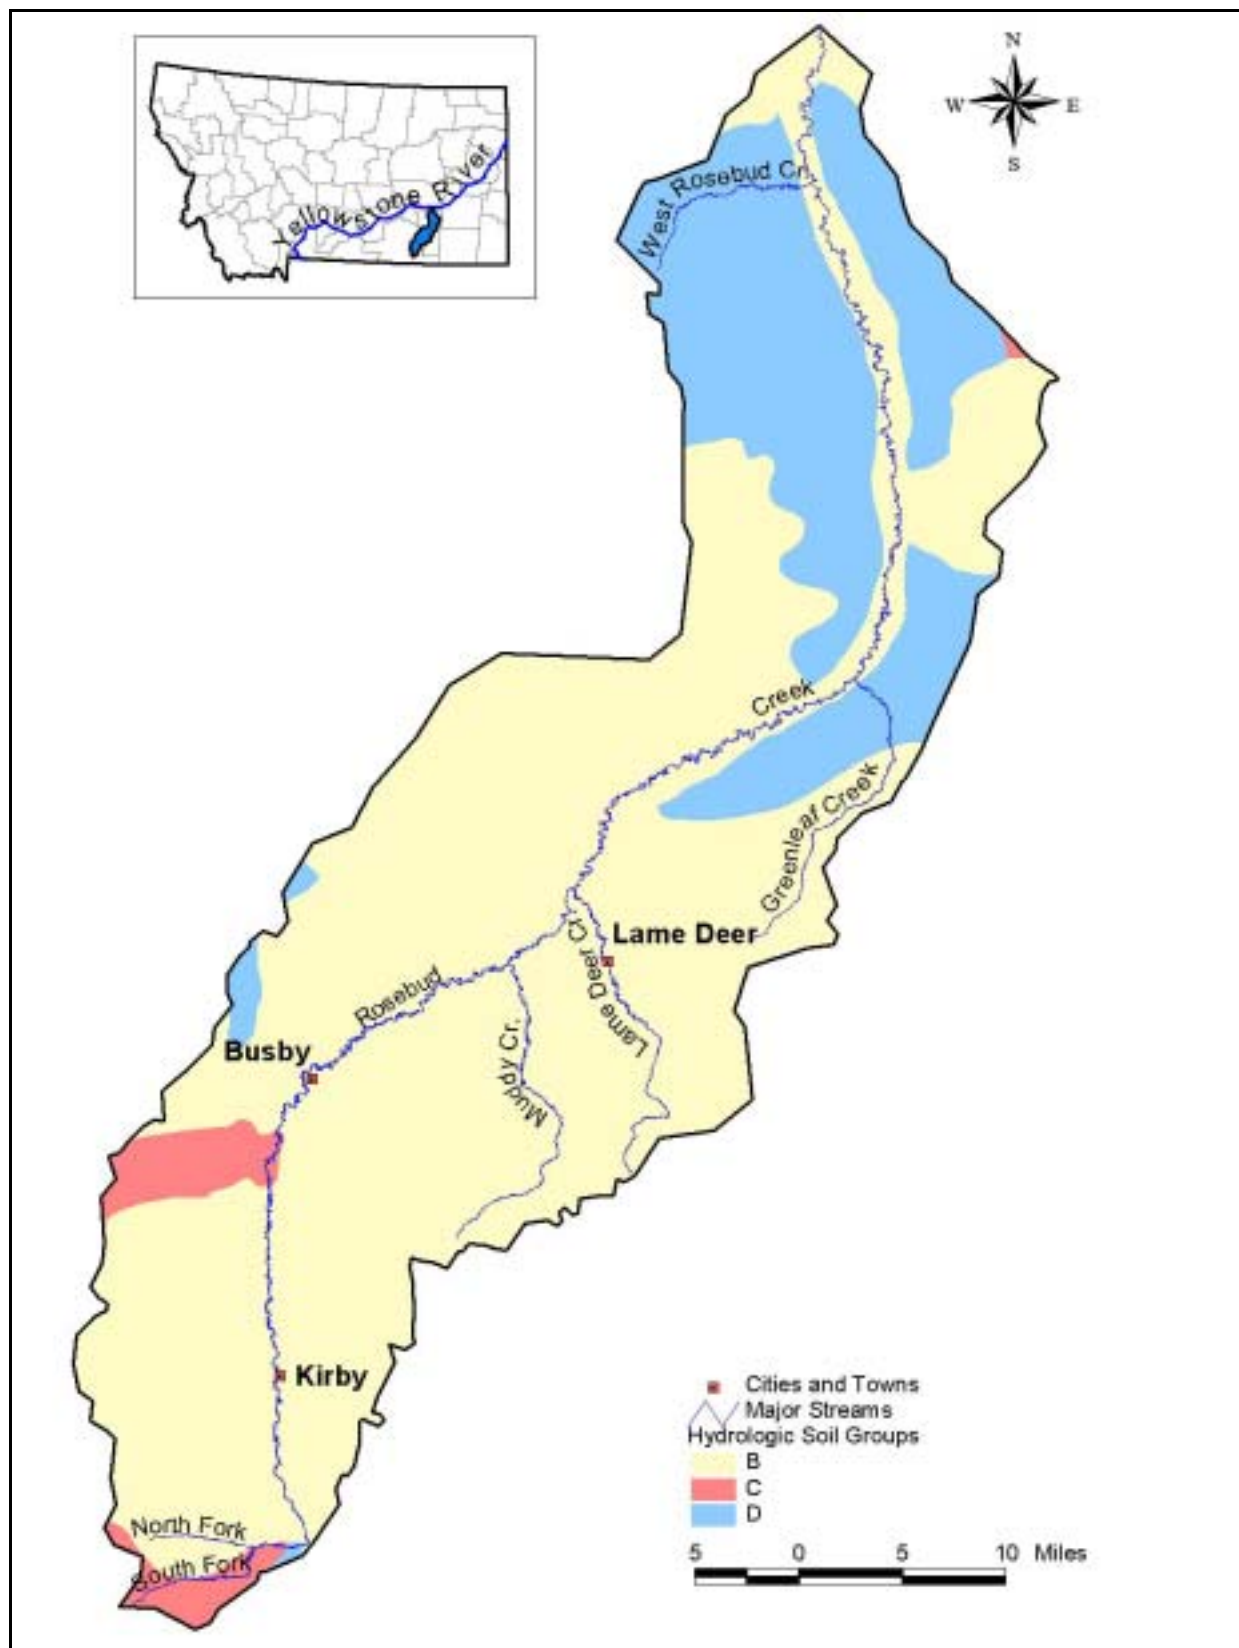 N
W E
S
Yellowstone River
West Rosebud Cr.
Creek
Greenleaf Creek
Lame Deer
Lame Deer Cr.
Rosebud
Busby
Muddy Cr.
Kirby
North Fork
South Fork
Cities and Towns
Major Streams
Hydrologic Soil Groups
B
C
D
5 0 5 10 Miles